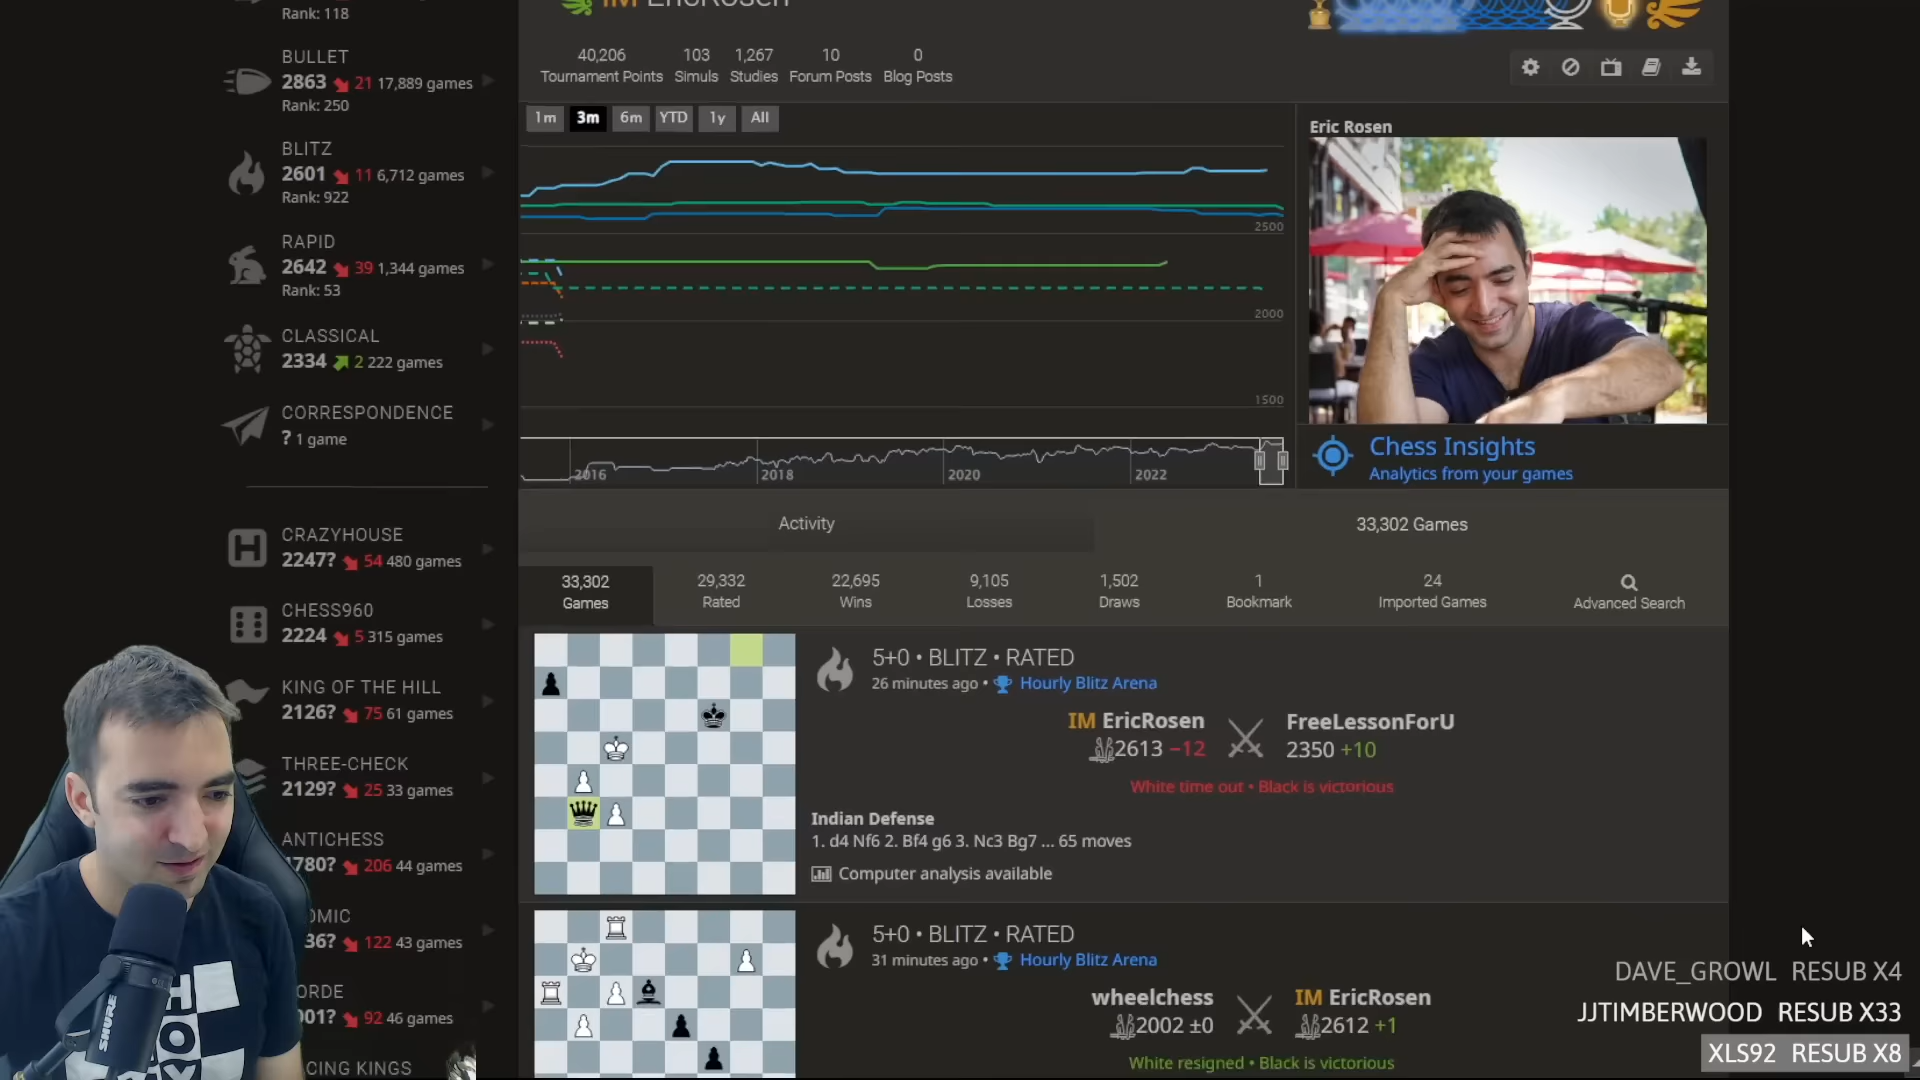 Rank: 118
BULLET
2863 21 17,889 games
Rank: 250
BLITZ
2601 11 6,712 games
Rank: 922
RAPID
2642 39 1,344 games
Rank: 53
CLASSICAL
2334 2 222 games
CORRESPONDENCE
? 1 game
CRAZYHOUSE
2247? 54 480 games
CHESS960
2224 5 315 games
KING OF THE HILL
2126? 75 61 games
THREE-CHECK
2129? 25 33 games
ANTICHESS
1780? 206 44 games
OMIC
36? 122 43 games
ORDE
001? 92 46 games
CING KINGS
IM EricRosen
40,206 103 1,267 10 0
Tournament Points Simuls Studies Forum Posts Blog Posts
1m 3m 6m YTD 1y All
2500
2000
1500
2016 2018 2020 2022
Eric Rosen
Chess Insights
Analytics from your games
Activity 33,302 Games
33,302 29,332 22,695 9,105 1,502 1 24
Games Rated Wins Losses Draws Bookmark Imported Games Advanced Search
5+0 • BLITZ • RATED
26 minutes ago • Hourly Blitz Arena
IM EricRosen FreeLessonForU
2613 −12 2350 +10
White time out • Black is victorious
Indian Defense
1. d4 Nf6 2. Bf4 g6 3. Nc3 Bg7 ... 65 moves
Computer analysis available
5+0 • BLITZ • RATED
31 minutes ago • Hourly Blitz Arena
wheelchess IM EricRosen
2002 ±0 2612 +1
White resigned • Black is victorious
DAVE_GROWL RESUB X4
JJTIMBERWOOD RESUB X33
XLS92 RESUB X8
SHURE